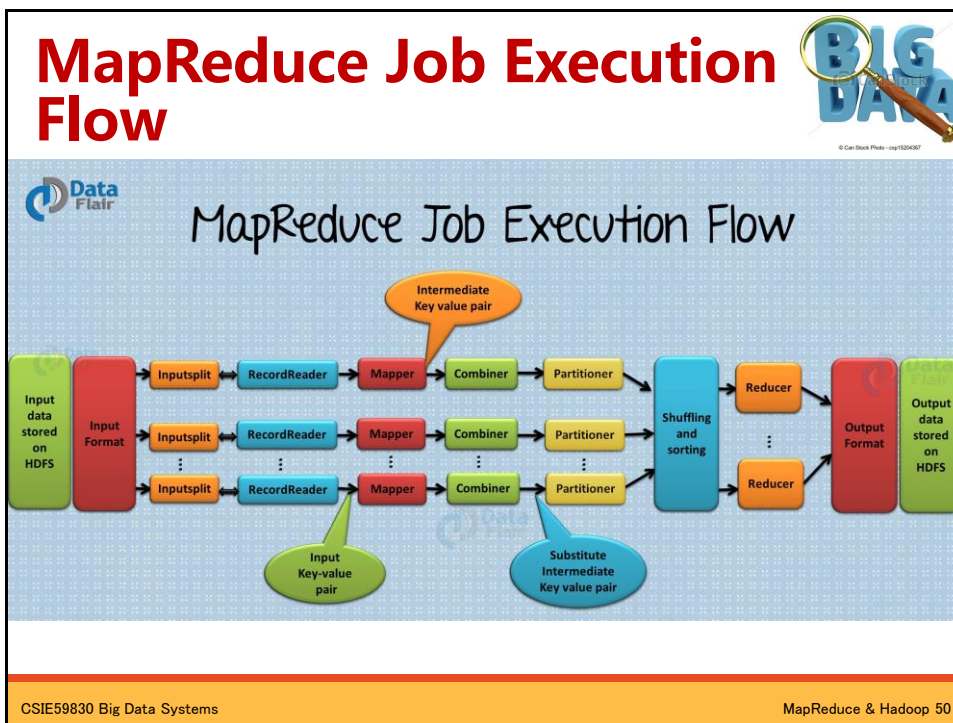 MapReduce Job Execution
Flow
BIG
DATA
© Can Stock Photo - csp15204367
Data
Flair
MapReduce Job Execution Flow
Intermediate
Key value pair
Input
data
stored
on
HDFS
Input
Format
Inputsplit
RecordReader
Mapper
Combiner
Partitioner
Inputsplit
RecordReader
Mapper
Combiner
Partitioner
Inputsplit
RecordReader
Mapper
Combiner
Partitioner
Shuffling
and
sorting
Reducer
Reducer
Output
Format
Output
data
stored
on
HDFS
Input
Key-value
pair
Substitute
Intermediate
Key value pair
CSIE59830 Big Data Systems
MapReduce & Hadoop 50